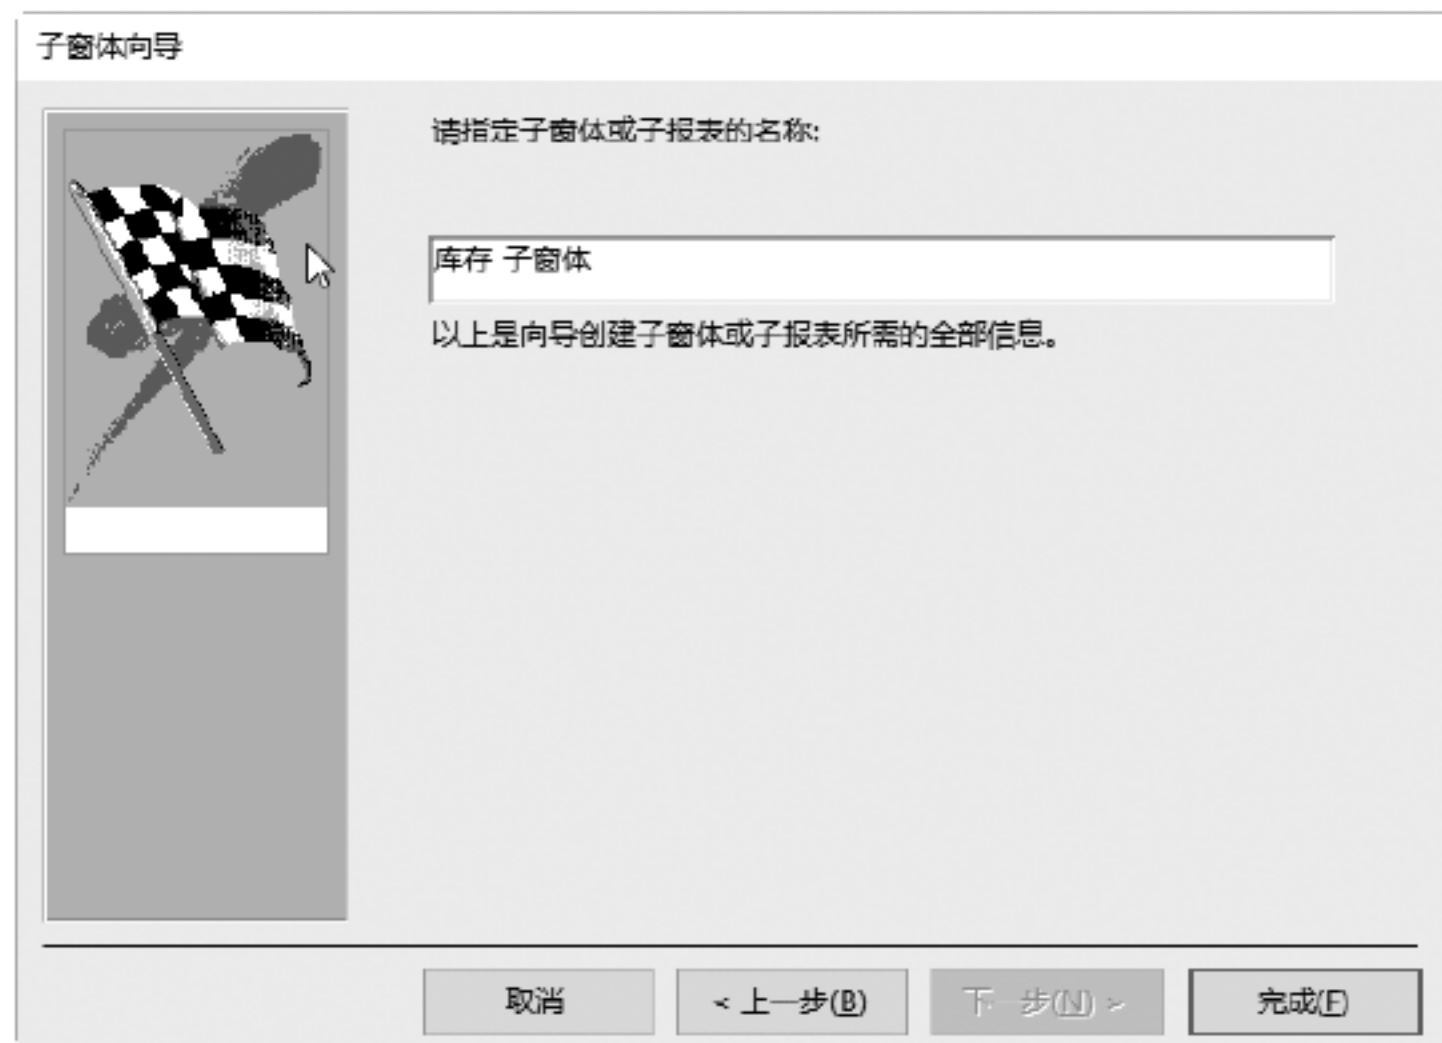 子窗体向导
请指定子窗体或子报表的名称:
库存 子窗体
以上是向导创建子窗体或子报表所需的全部信息。
取消
< 上一步(B)
下一步(N) >
完成(F)